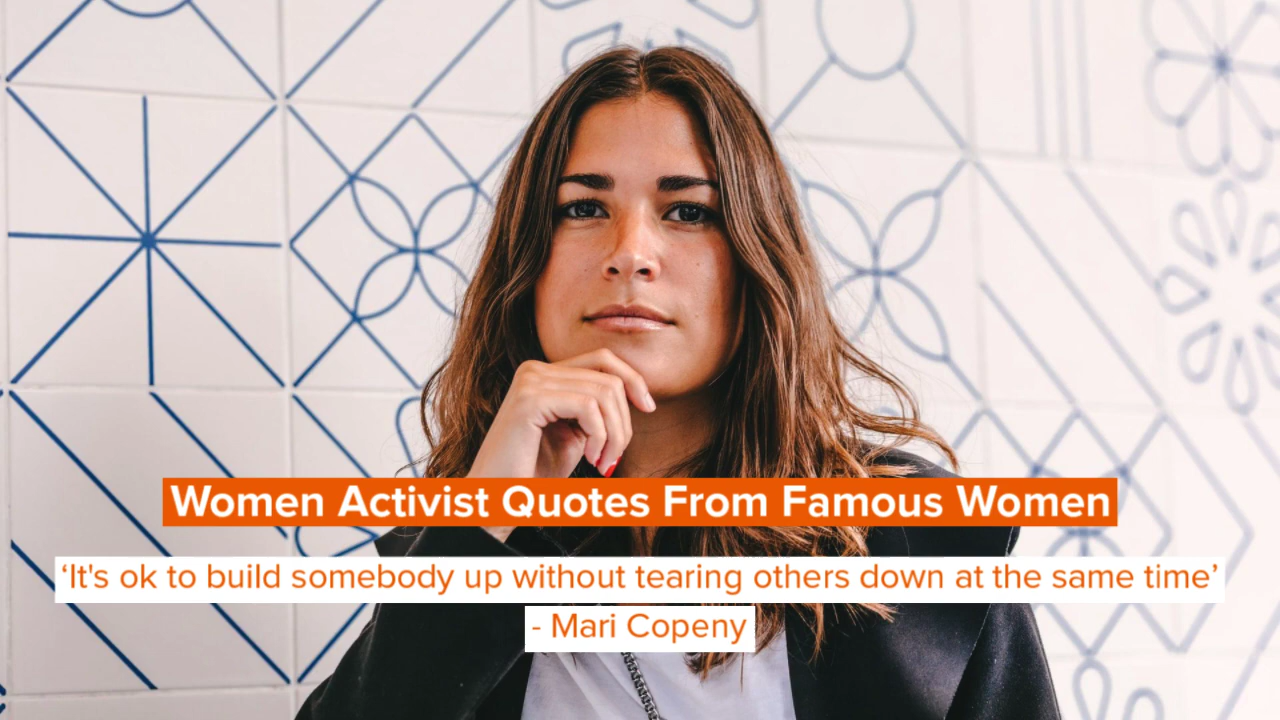 Women Activist Quotes From Famous Women
‘It's ok to build somebody up without tearing others down at the same time’
- Mari Copeny